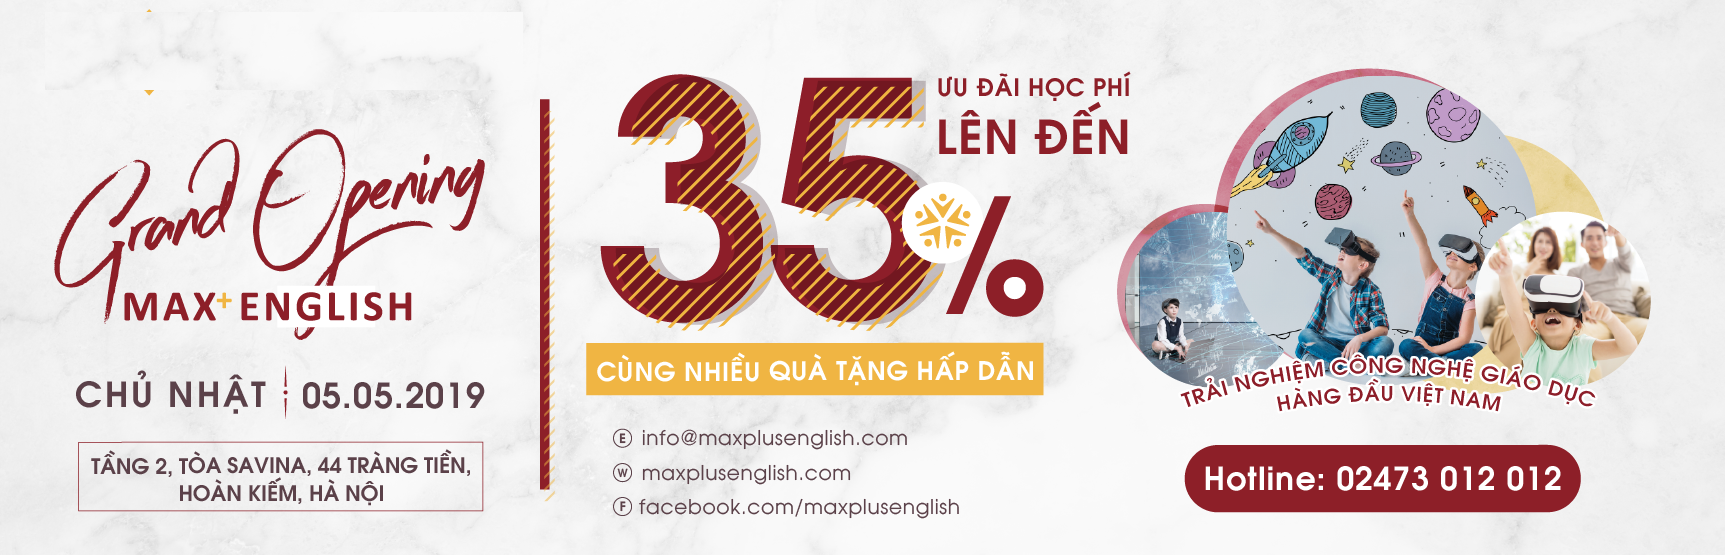 Grand Opening
MAX+ ENGLISH
CHỦ NHẬT 05.05.2019
TẦNG 2, TÒA SAVINA, 44 TRÀNG TIỀN,
HOÀN KIẾM, HÀ NỘI
ƯU ĐÃI HỌC PHÍ
LÊN ĐẾN
35%
CÙNG NHIỀU QUÀ TẶNG HẤP DẪN
E info@maxplusenglish.com
W maxplusenglish.com
F facebook.com/maxplusenglish
TRẢI NGHIỆM CÔNG NGHỆ GIÁO DỤC
HÀNG ĐẦU VIỆT NAM
Hotline: 02473 012 012